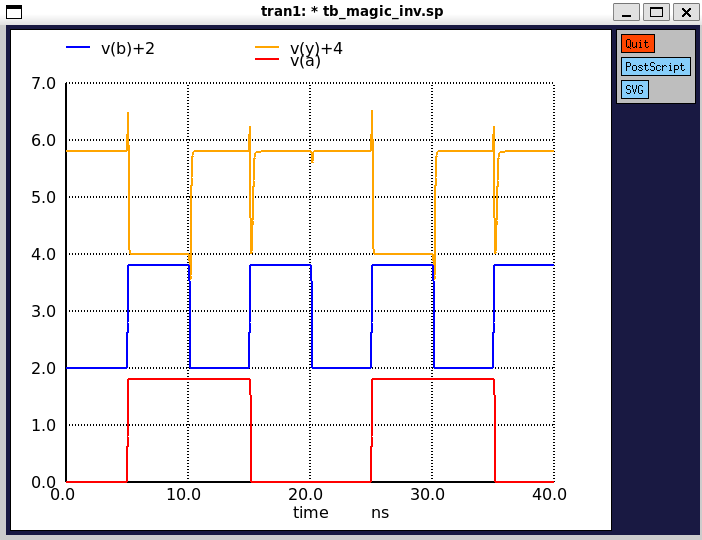 tran1: * tb_magic_inv.sp
v(b)+2
v(y)+4
v(a)
Quit
PostScript
SVG
7.0
6.0
5.0
4.0
3.0
2.0
1.0
0.0
0.0 10.0 20.0 30.0 40.0
time ns